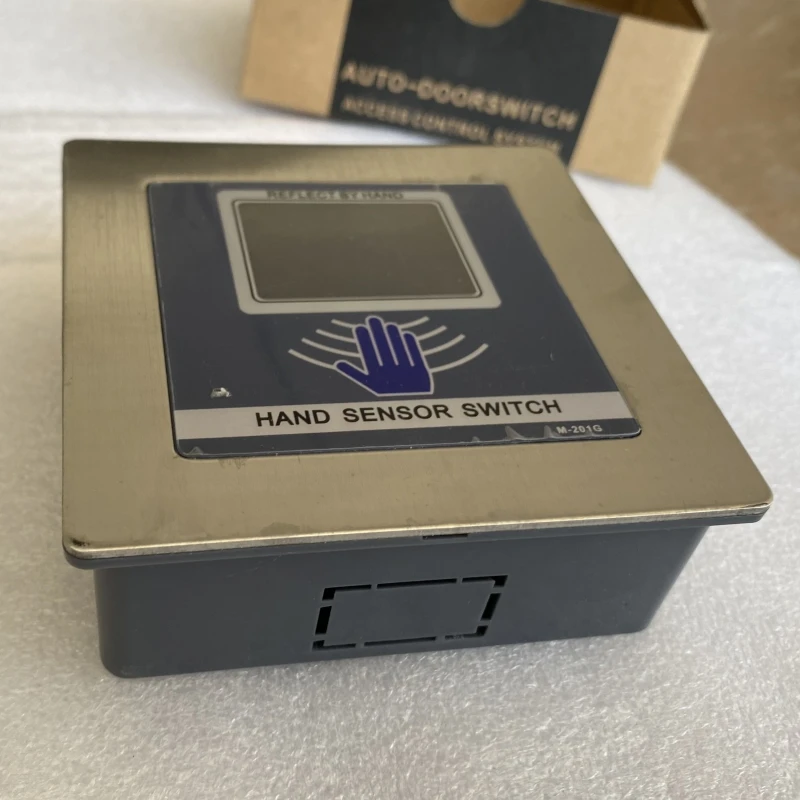 AUTO-DOORSWITCH
ACCESS CONTROL SYSTEM
REFLECT BY HAND
HAND SENSOR SWITCH
M-201G